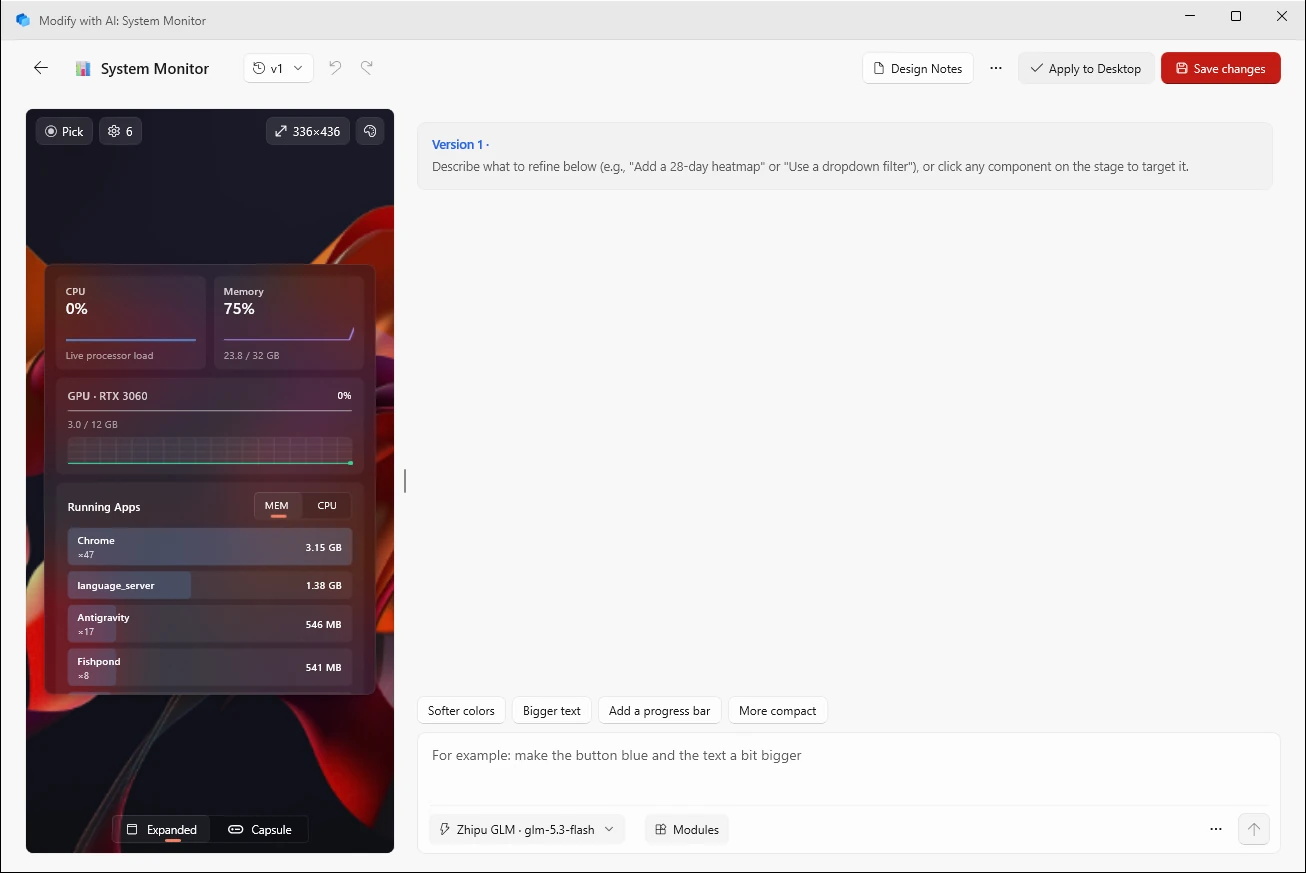 Modify with AI: System Monitor
System Monitor
v1
Design Notes
Apply to Desktop
Save changes
Pick
6
336×436
Version 1 ·
Describe what to refine below (e.g., "Add a 28-day heatmap" or "Use a dropdown filter"), or click any component on the stage to target it.
CPU
0%
Live processor load
Memory
75%
23.8 / 32 GB
GPU · RTX 3060
0%
3.0 / 12 GB
Running Apps
MEM
CPU
Chrome
×47
3.15 GB
language_server
1.38 GB
Antigravity
×17
546 MB
Fishpond
×8
541 MB
Expanded
Capsule
Softer colors
Bigger text
Add a progress bar
More compact
For example: make the button blue and the text a bit bigger
Zhipu GLM · glm-5.3-flash
Modules